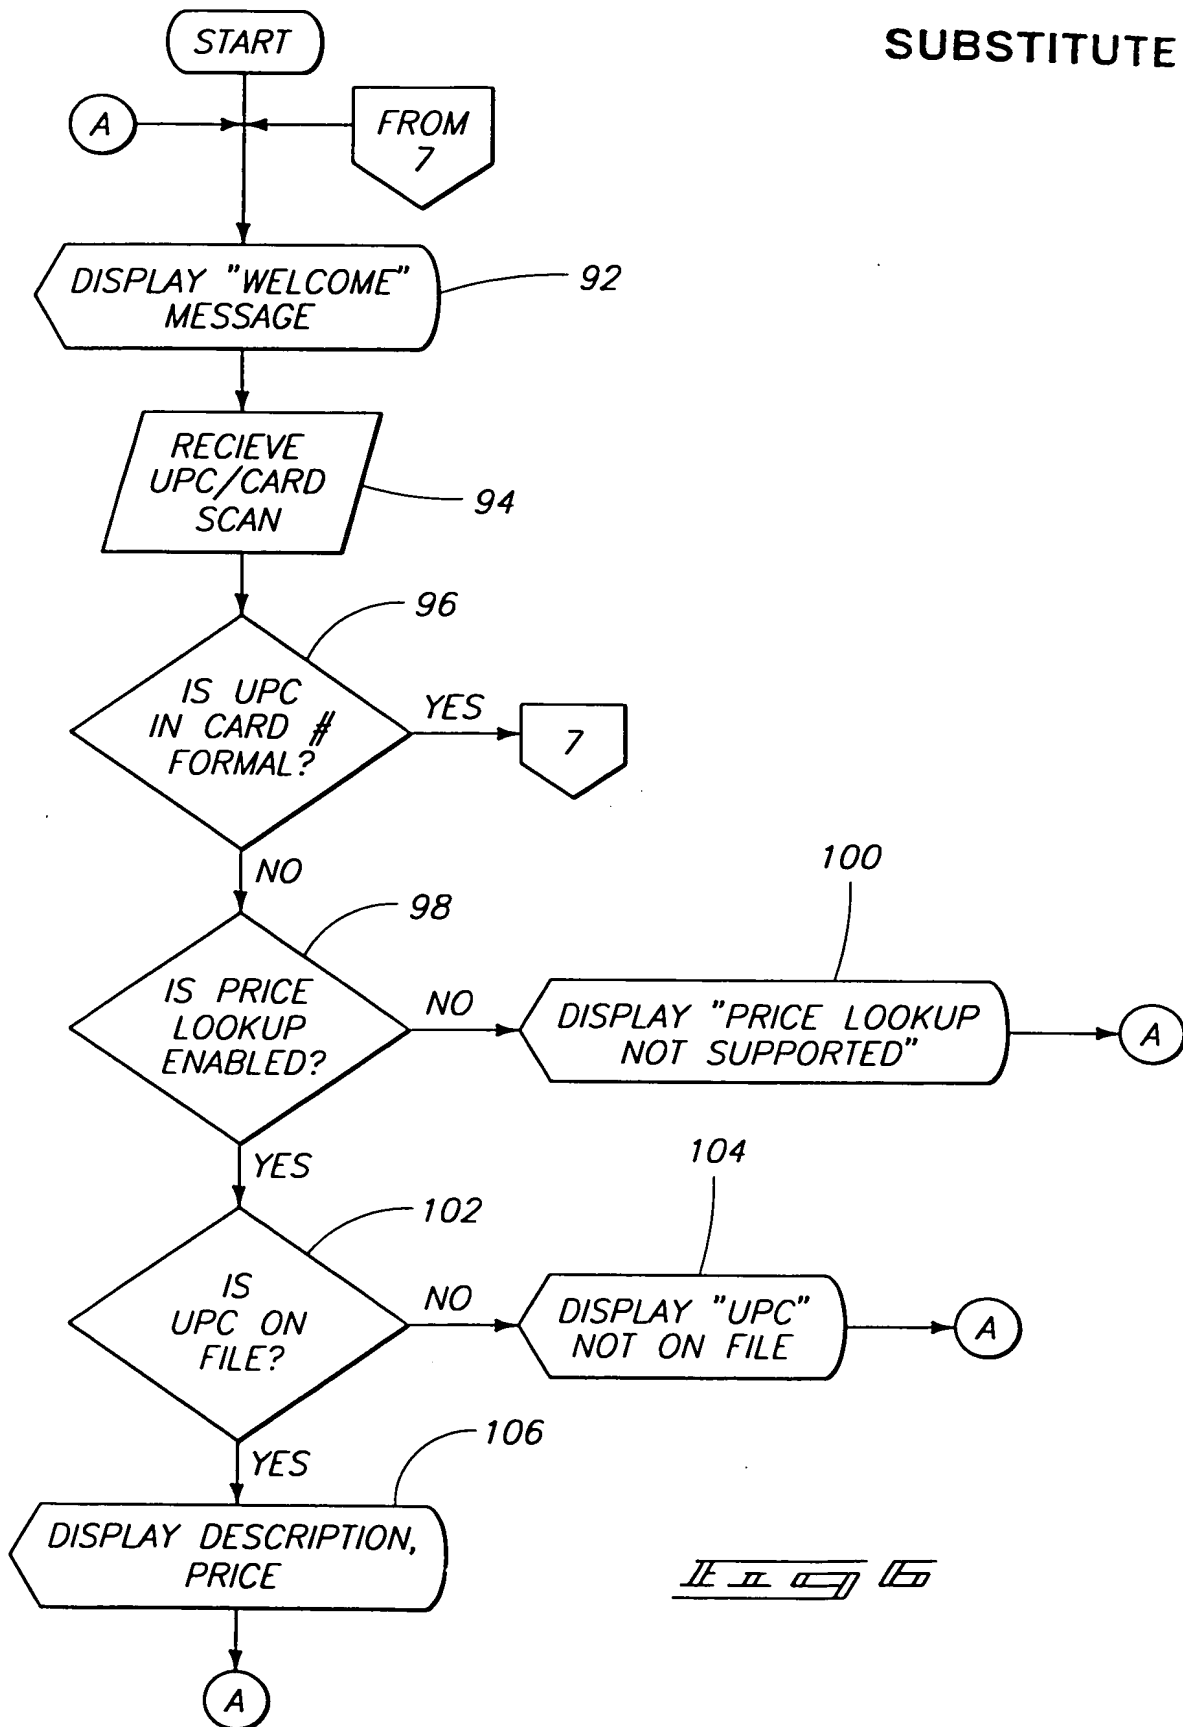 SUBSTITUTE
START
A
FROM
7
DISPLAY "WELCOME"
MESSAGE
92
RECIEVE
UPC/CARD
SCAN
94
96
IS UPC
IN CARD #
FORMAL?
YES
7
NO
98
100
IS PRICE
LOOKUP
ENABLED?
NO
DISPLAY "PRICE LOOKUP
NOT SUPPORTED"
A
YES
102
104
IS
UPC ON
FILE?
NO
DISPLAY "UPC"
NOT ON FILE
A
YES
106
DISPLAY DESCRIPTION,
PRICE
A
FIG 6